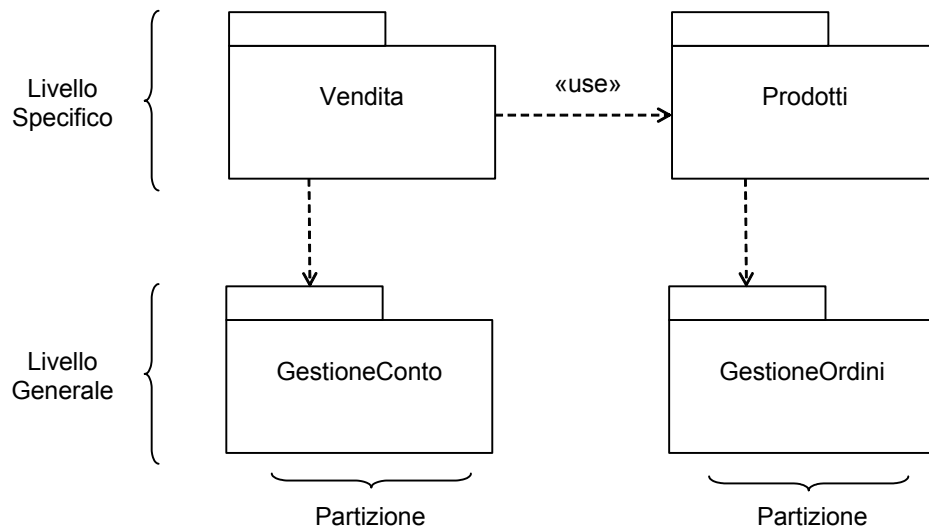 Livello
Specifico
Vendita
«use»
Prodotti
Livello
Generale
GestioneConto
GestioneOrdini
Partizione
Partizione